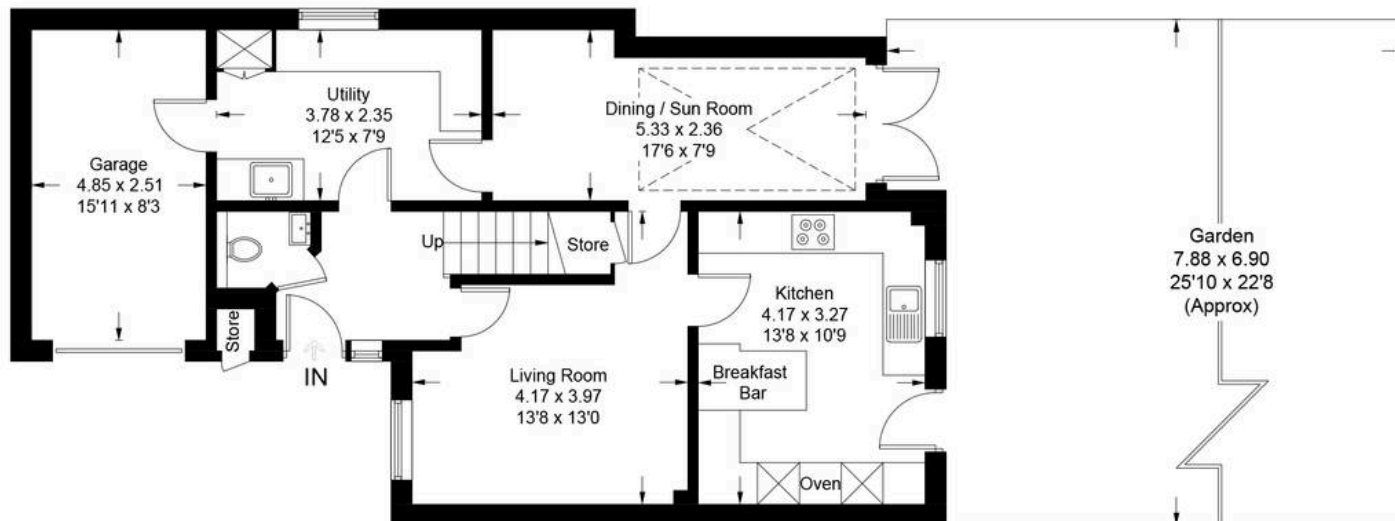 Garage
4.85 x 2.51
15'11 x 8'3
Utility
3.78 x 2.35
12'5 x 7'9
Dining / Sun Room
5.33 x 2.36
17'6 x 7'9
Up
Store
Store
IN
Living Room
4.17 x 3.97
13'8 x 13'0
Kitchen
4.17 x 3.27
13'8 x 10'9
Breakfast
Bar
Oven
Garden
7.88 x 6.90
25'10 x 22'8
(Approx)